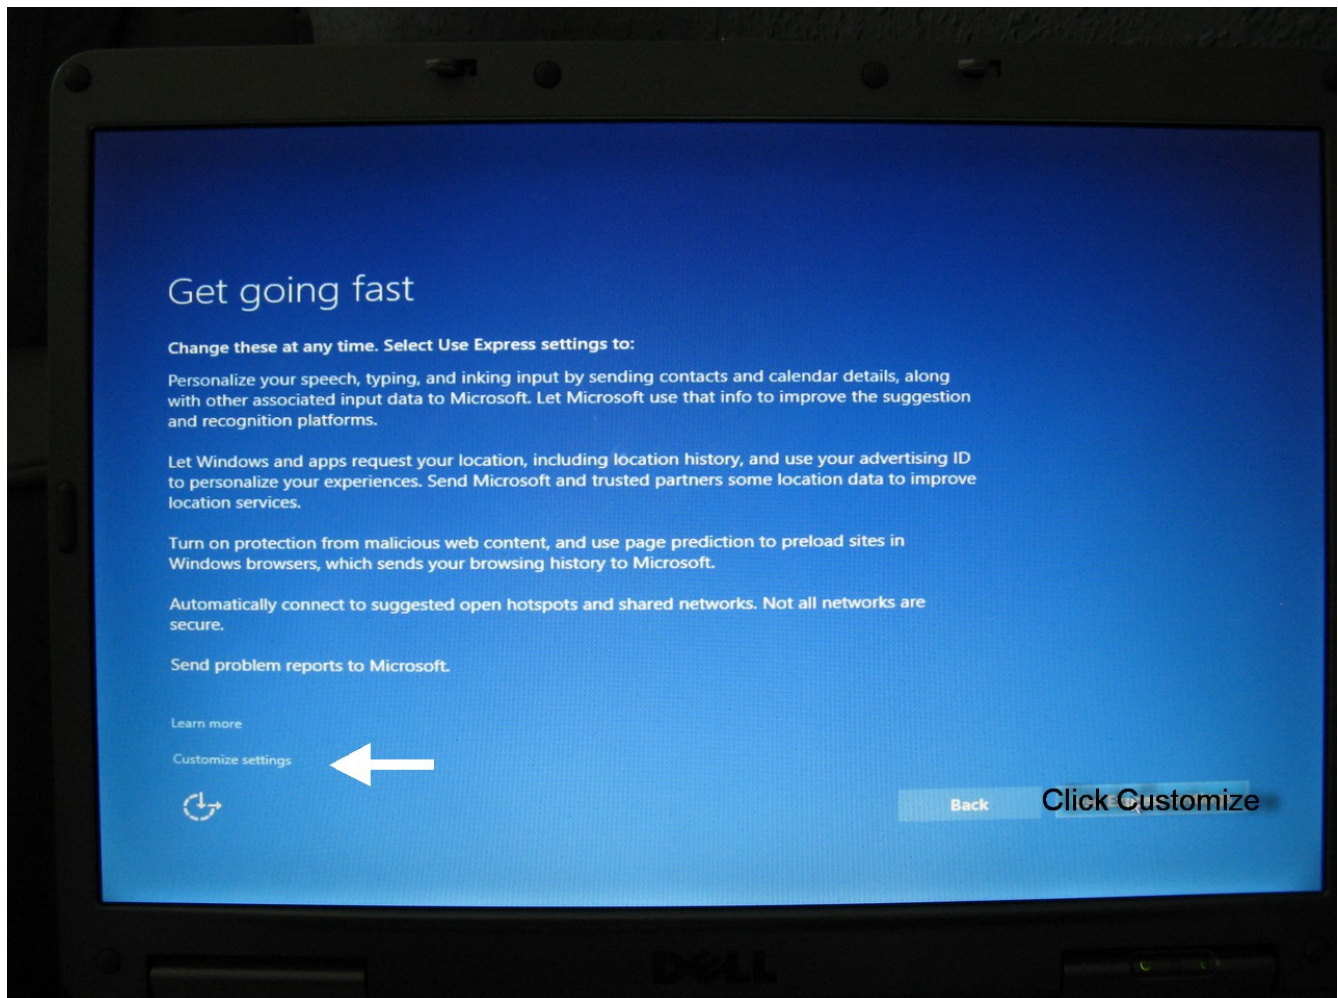 Get going fast
Change these at any time. Select Use Express settings to:
Personalize your speech, typing, and inking input by sending contacts and calendar details, along
with other associated input data to Microsoft. Let Microsoft use that info to improve the suggestion
and recognition platforms.
Let Windows and apps request your location, including location history, and use your advertising ID
to personalize your experiences. Send Microsoft and trusted partners some location data to improve
location services.
Turn on protection from malicious web content, and use page prediction to preload sites in
Windows browsers, which sends your browsing history to Microsoft.
Automatically connect to suggested open hotspots and shared networks. Not all networks are
secure.
Send problem reports to Microsoft.
Learn more
Customize settings
Back
Click Customize
DELL